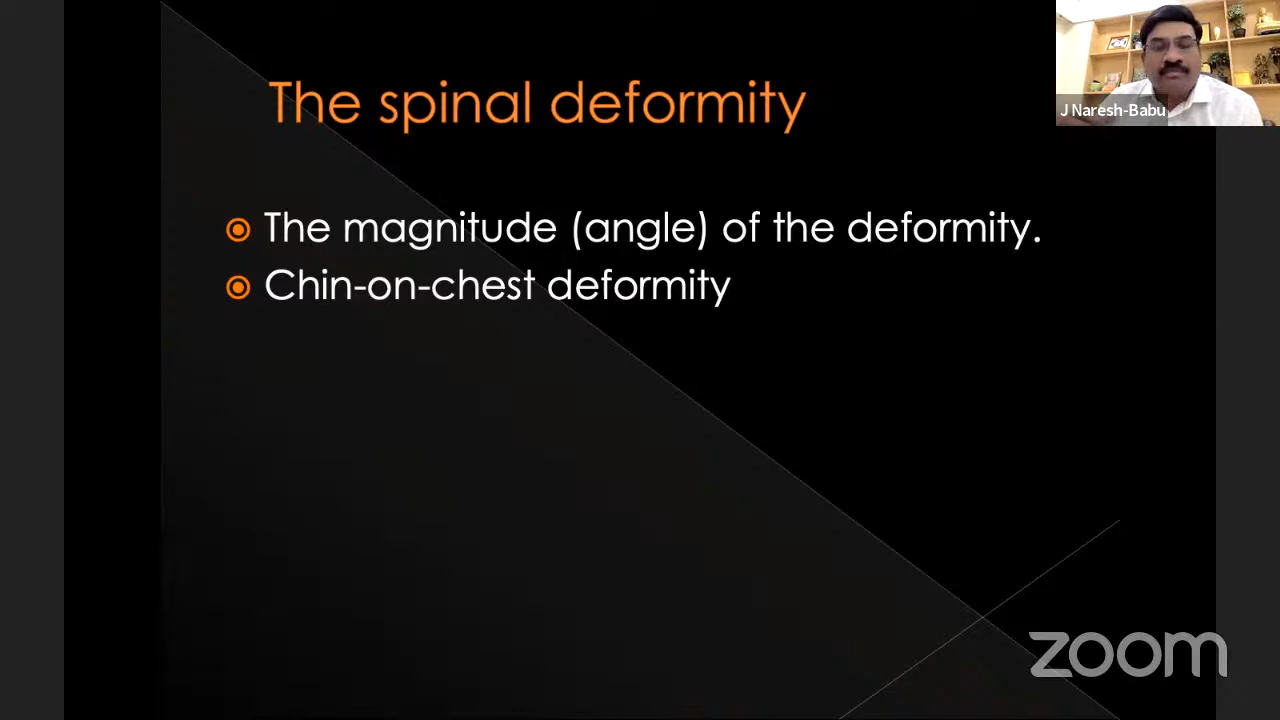 The spinal deformity
J Naresh-Babu
The magnitude (angle) of the deformity.
Chin-on-chest deformity
zoom